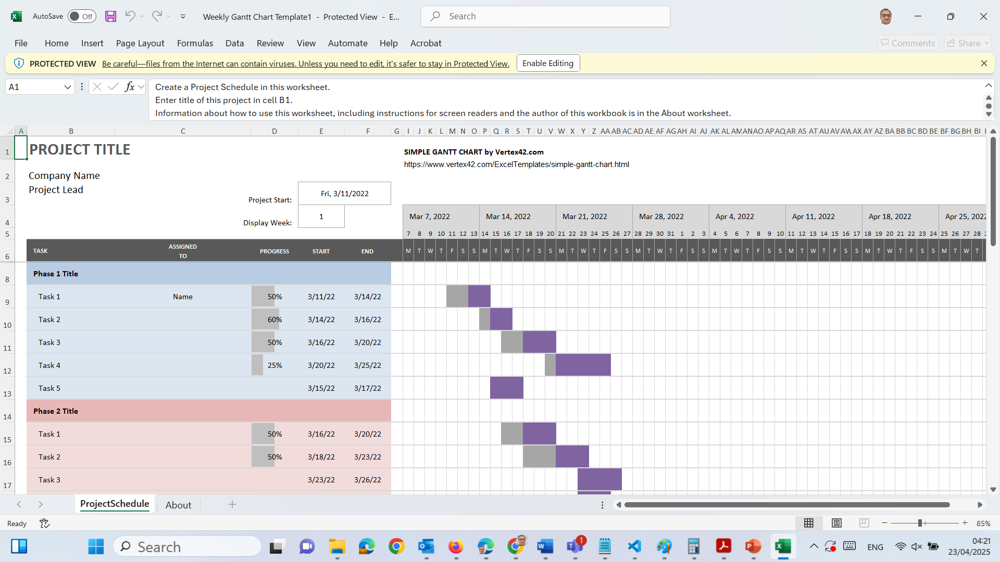 AutoSave Off Weekly Gantt Chart Template1 - Protected View - E... Search
File Home Insert Page Layout Formulas Data Review View Automate Help Acrobat Comments Share
PROTECTED VIEW Be careful—files from the Internet can contain viruses. Unless you need to edit, it's safer to stay in Protected View. Enable Editing
A1 fx Create a Project Schedule in this worksheet.
Enter title of this project in cell B1.
Information about how to use this worksheet, including instructions for screen readers and the author of this workbook is in the About worksheet.
A B C D E F G I J K L M N O P Q R S T U V W X Y Z AA AB AC AD AE AF AG AH AI AJ AK AL AM AN AO AP AQ AR AS AT AU AV AW AX AY AZ BA BB BC BD BE BF BG BH BI
1 PROJECT TITLE SIMPLE GANTT CHART by Vertex42.com
https://www.vertex42.com/ExcelTemplates/simple-gantt-chart.html
2 Company Name
Project Lead
3 Project Start: Fri, 3/11/2022
4 Display Week: 1 Mar 7, 2022 Mar 14, 2022 Mar 21, 2022 Mar 28, 2022 Apr 4, 2022 Apr 11, 2022 Apr 18, 2022 Apr 25, 2022
5 7 8 9 10 11 12 13 14 15 16 17 18 19 20 21 22 23 24 25 26 27 28 29 30 31 1 2 3 4 5 6 7 8 9 10 11 12 13 14 15 16 17 18 19 20 21 22 23 24 25 26 27 28
6 TASK ASSIGNED TO PROGRESS START END M T W T F S S M T W T F S S M T W T F S S M T W T F S S M T W T F S S M T W T F S S M T W T F S S M T W T
8 Phase 1 Title
9 Task 1 Name 50% 3/11/22 3/14/22
10 Task 2 60% 3/14/22 3/16/22
11 Task 3 50% 3/16/22 3/20/22
12 Task 4 25% 3/20/22 3/25/22
13 Task 5 3/15/22 3/17/22
14 Phase 2 Title
15 Task 1 50% 3/16/22 3/20/22
16 Task 2 50% 3/18/22 3/23/22
17 Task 3 3/23/22 3/26/22
ProjectSchedule About
Ready 85%
Search 1 ENG 04:21
23/04/2025